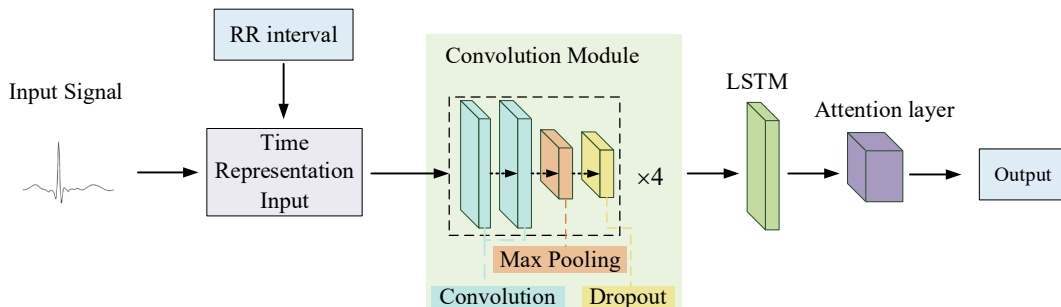 RR interval
Convolution Module
Input Signal
LSTM
Attention layer
Time
Representation
Input
×4
Output
Max Pooling
Convolution
Dropout